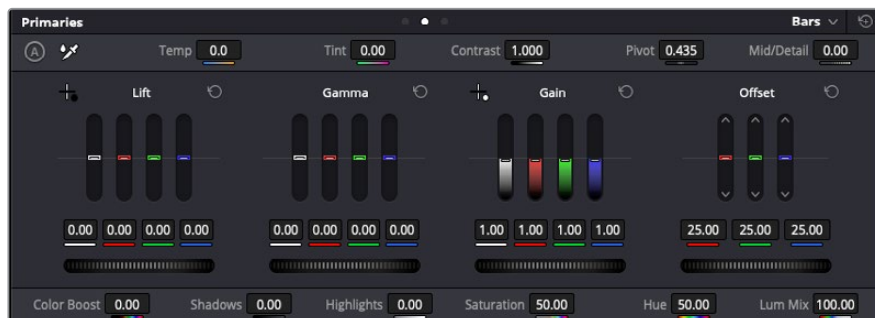 Primaries Bars
A Temp 0.0 Tint 0.00 Contrast 1.000 Pivot 0.435 Mid/Detail 0.00
Lift Gamma Gain Offset
0.00 0.00 0.00 0.00 0.00 0.00 0.00 0.00 1.00 1.00 1.00 1.00 25.00 25.00 25.00
Color Boost 0.00 Shadows 0.00 Highlights 0.00 Saturation 50.00 Hue 50.00 Lum Mix 100.00